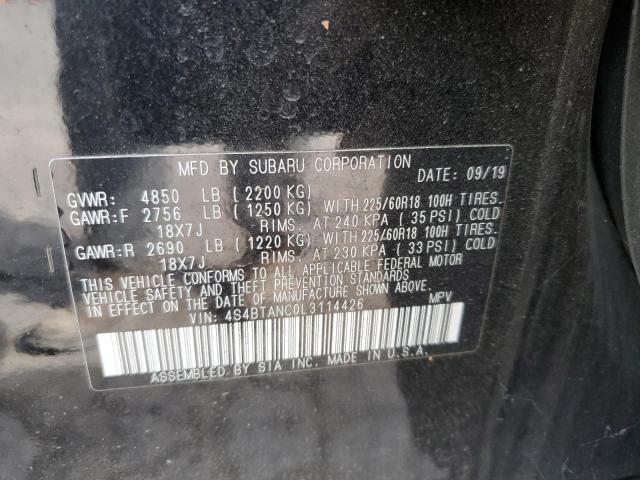 MFD BY SUBARU CORPORATION DATE: 09/19
GVWR: 4850 LB (2200 KG)
GAWR:F 2756 LB (1250 KG) WITH 225/60R18 100H TIRES,
18X7J RIMS, AT 240 KPA (35 PSI) COLD
GAWR:R 2690 LB (1220 KG) WITH 225/60R18 100H TIRES,
18X7J RIMS, AT 230 KPA (33 PSI) COLD
THIS VEHICLE CONFORMS TO ALL APPLICABLE FEDERAL MOTOR
VEHICLE SAFETY AND THEFT PREVENTION STANDARDS
IN EFFECT ON THE DATE OF MANUFACTURE SHOWN ABOVE.
VIN: 4S4BTANC0L3114426 MPV
ASSEMBLED BY SIA INC. MADE IN U.S.A.